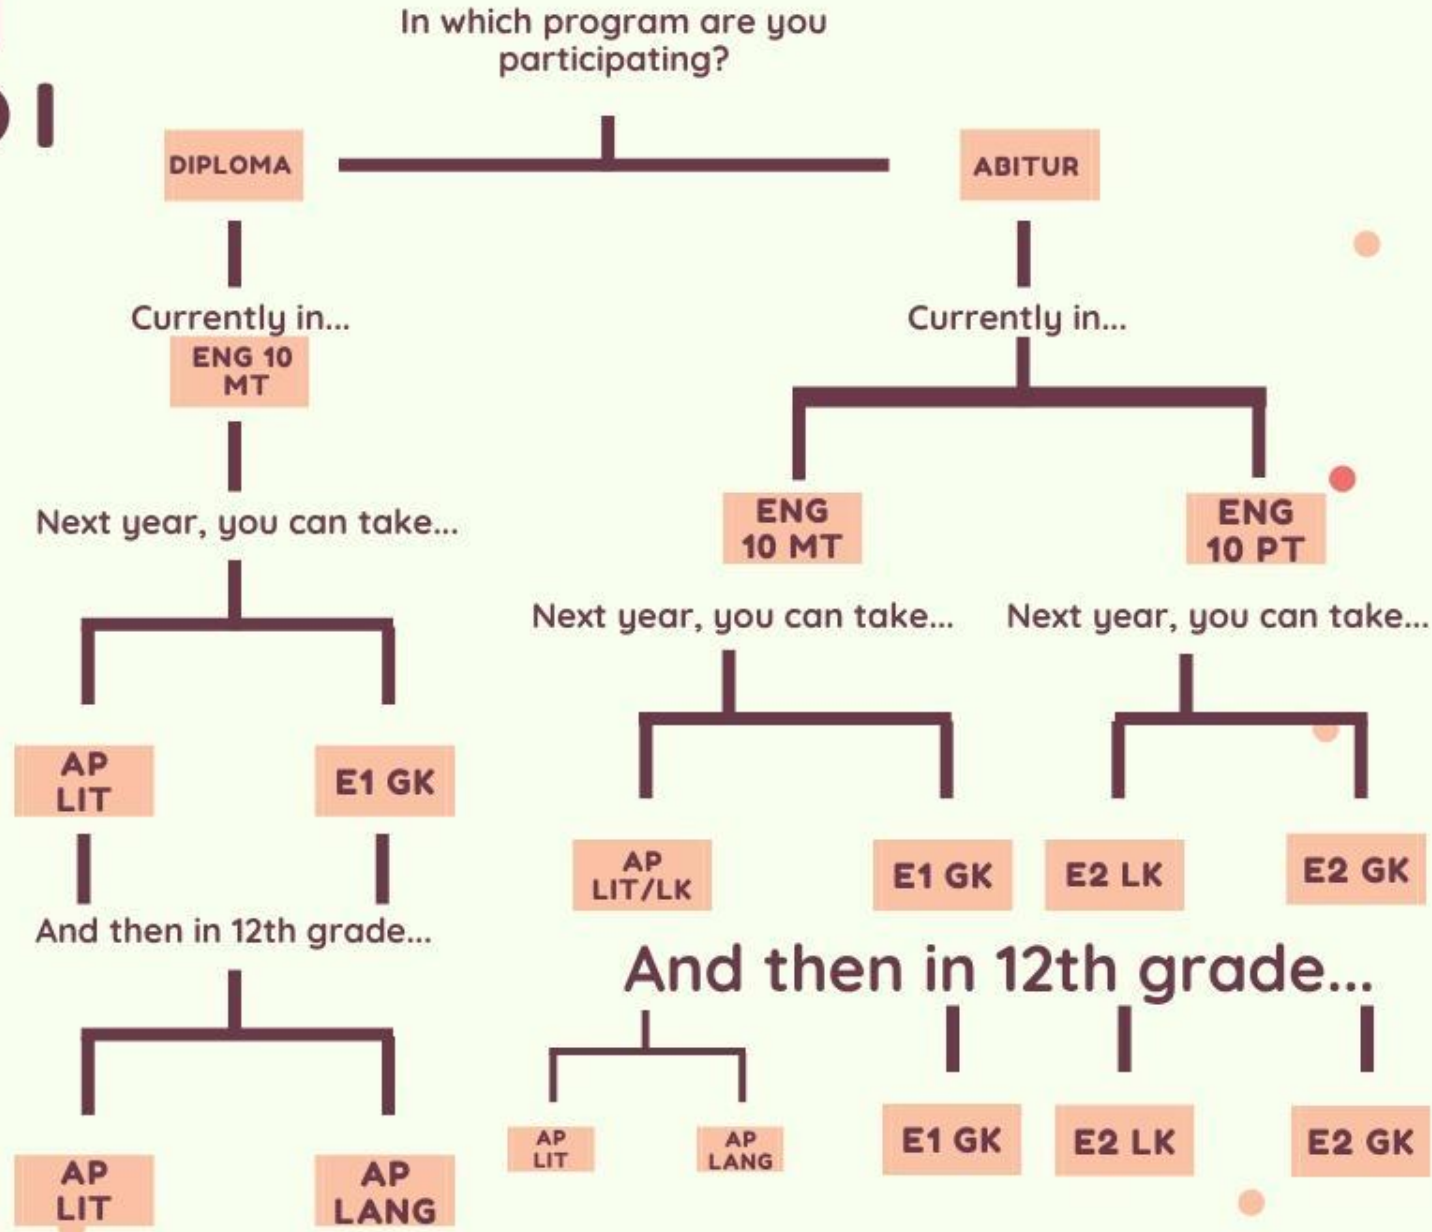 In which program are you
participating?
DIPLOMA
ABITUR
Currently in...
Currently in...
ENG 10
MT
ENG
10 MT
ENG
10 PT
Next year, you can take...
Next year, you can take...
Next year, you can take...
AP
LIT
E1 GK
AP
LIT/LK
E1 GK
E2 LK
E2 GK
And then in 12th grade...
And then in 12th grade...
AP
LIT
AP
LANG
AP
LIT
AP
LANG
E1 GK
E2 LK
E2 GK